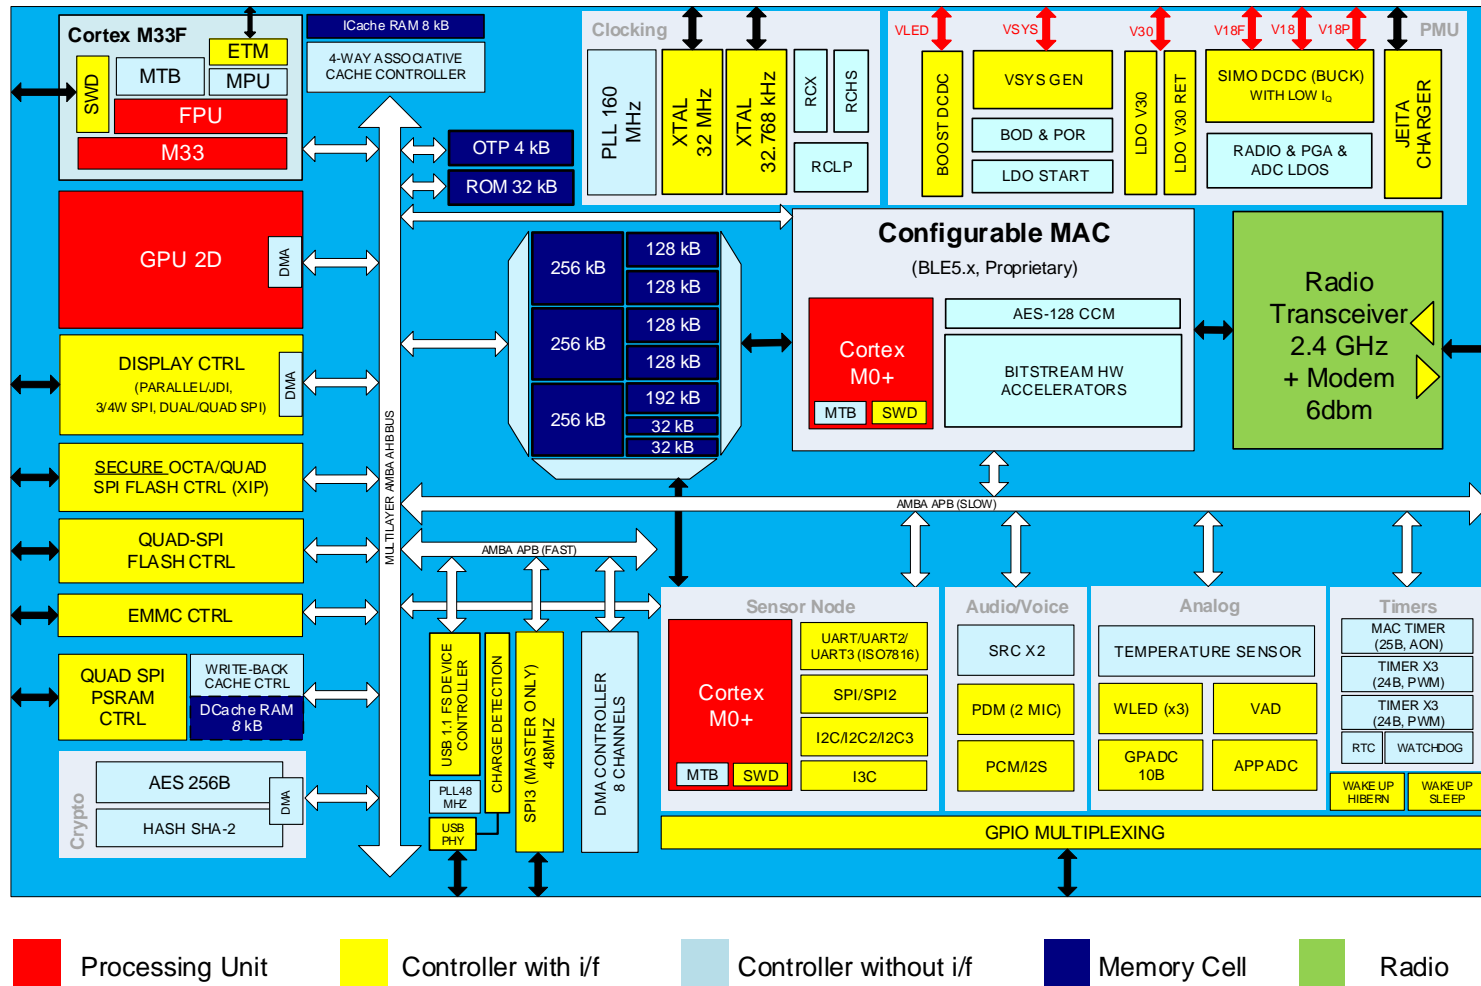 Cortex M33F
ETM
SWD
MTB
MPU
FPU
M33
ICache RAM 8 kB
4-WAY ASSOCIATIVE
CACHE CONTROLLER
OTP 4 kB
ROM 32 kB
Clocking
PLL 160
MHz
XTAL
32 MHz
XTAL
32.768 kHz
RCX
RCHS
RCLP
VLED
VSYS
V30
V18F
V18
V18P
PMU
BOOST DCDC
VSYS GEN
BOD & POR
LDO START
LDO V30
LDO V30 RET
SIMO DCDC (BUCK)
WITH LOW IQ
RADIO & PGA &
ADC LDOS
JEITA
CHARGER
GPU 2D
DMA
DISPLAY CTRL
(PARALLEL/JDI,
3/4W SPI, DUAL/QUAD SPI)
DMA
SECURE OCTA/QUAD
SPI FLASH CTRL (XIP)
QUAD-SPI
FLASH CTRL
EMMC CTRL
QUAD SPI
PSRAM
CTRL
WRITE-BACK
CACHE CTRL
DCache RAM
8 kB
Crypto
AES 256B
HASH SHA-2
DMA
MULTILAYER AMBA AHB BUS
256 kB
256 kB
256 kB
128 kB
128 kB
128 kB
128 kB
192 kB
32 kB
32 kB
Configurable MAC
(BLE5.x, Proprietary)
Cortex
M0+
MTB
SWD
AES-128 CCM
BITSTREAM HW
ACCELERATORS
Radio
Transceiver
2.4 GHz
+ Modem
6dbm
AMBA APB (SLOW)
AMBA APB (FAST)
USB 1.1 FS DEVICE
CONTROLLER
PLL48
MHZ
USB
PHY
CHARGE DETECTION
SPI3 (MASTER ONLY)
48MHZ
DMA CONTROLLER
8 CHANNELS
Sensor Node
Cortex
M0+
MTB
SWD
UART/UART2/
UART3 (ISO7816)
SPI/SPI2
I2C/I2C2/I2C3
I3C
Audio/Voice
SRC X2
PDM (2 MIC)
PCM/I2S
Analog
TEMPERATURE SENSOR
WLED (x3)
VAD
GPADC
10B
APP ADC
Timers
MAC TIMER
(25B, AON)
TIMER X3
(24B, PWM)
TIMER X3
(24B, PWM)
RTC
WATCHDOG
WAKE UP
HIBERN
WAKE UP
SLEEP
GPIO MULTIPLEXING
Processing Unit
Controller with i/f
Controller without i/f
Memory Cell
Radio